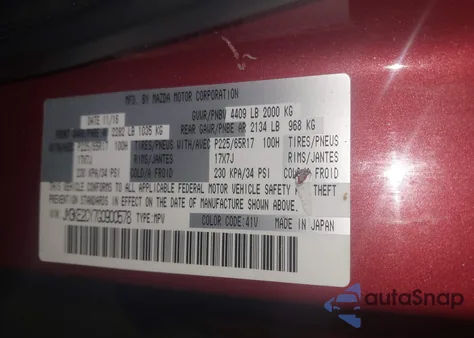 MFD. BY MAZDA MOTOR CORPORATION
DATE 11/16 GVWR/PNBV 4409 LB 2000 KG
2282 LB 1035 KG REAR GAWR/PNBE AR 2134 LB 968 KG
P225/65R17 100H TIRES/PNEUS WITH/AVEC P225/65R17 100H TIRES/PNEUS
17X7J RIMS/JANTES 17X7J RIMS/JANTES
230 KPA/34 PSI COLD/A FROID 230 KPA/34 PSI COLD/A FROID
THIS VEHICLE CONFORMS TO ALL APPLICABLE FEDERAL MOTOR VEHICLE SAFETY THEFT
PREVENTION STANDARDS IN EFFECT ON THE DATE OF MANUFACTURE SHOWN ABOVE.
VIN: JM3KE2CY7G0900578 TYPE: MPV COLOR CODE: 41V MADE IN JAPAN
autoSnap